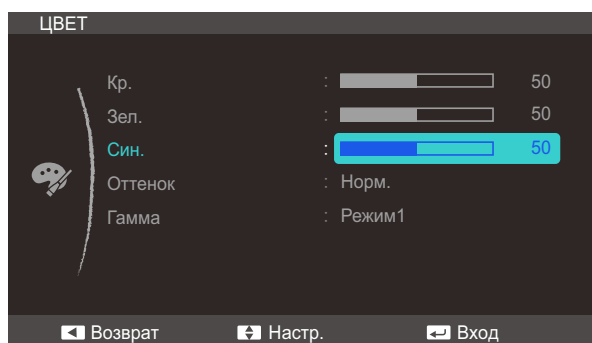 ЦВЕТ
Кр. : 50
Зел. : 50
Син. : 50
Оттенок : Норм.
Гамма : Режим1
Возврат Настр. Вход